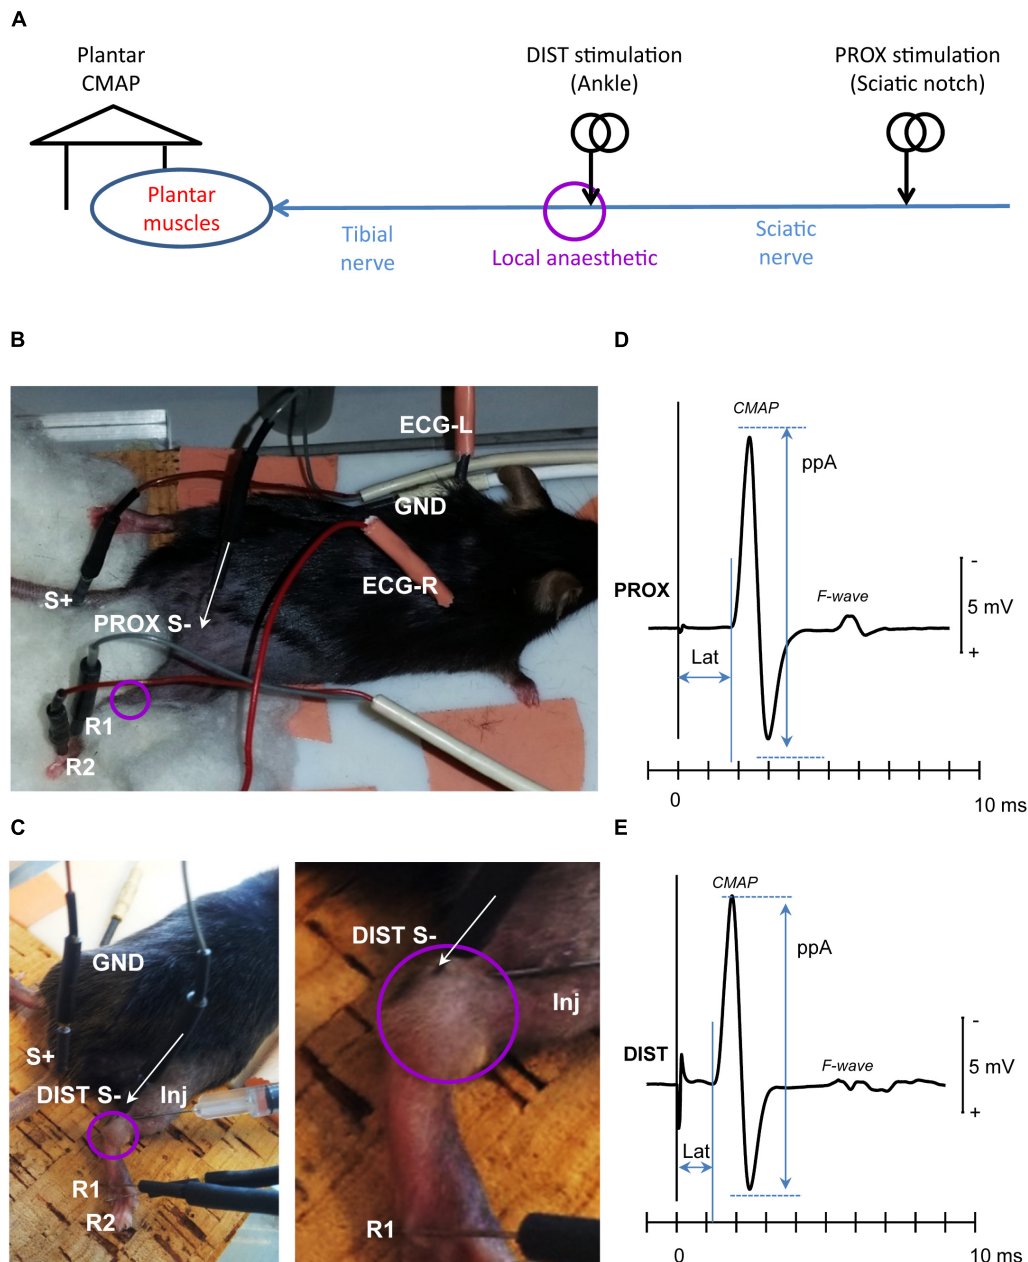 A
Plantar
CMAP
DIST stimulation
(Ankle)
PROX stimulation
(Sciatic notch)
Plantar
muscles
Tibial
nerve
Local anaesthetic
Sciatic
nerve
B
ECG-L
GND
ECG-R
S+
PROX S-
R1
R2
D
CMAP
ppA
PROX
F-wave
-
5 mV
+
Lat
0
10 ms
C
GND
S+
DIST S-
Inj
R1
R2
DIST S-
Inj
R1
E
CMAP
ppA
DIST
F-wave
-
5 mV
+
Lat
0
10 ms